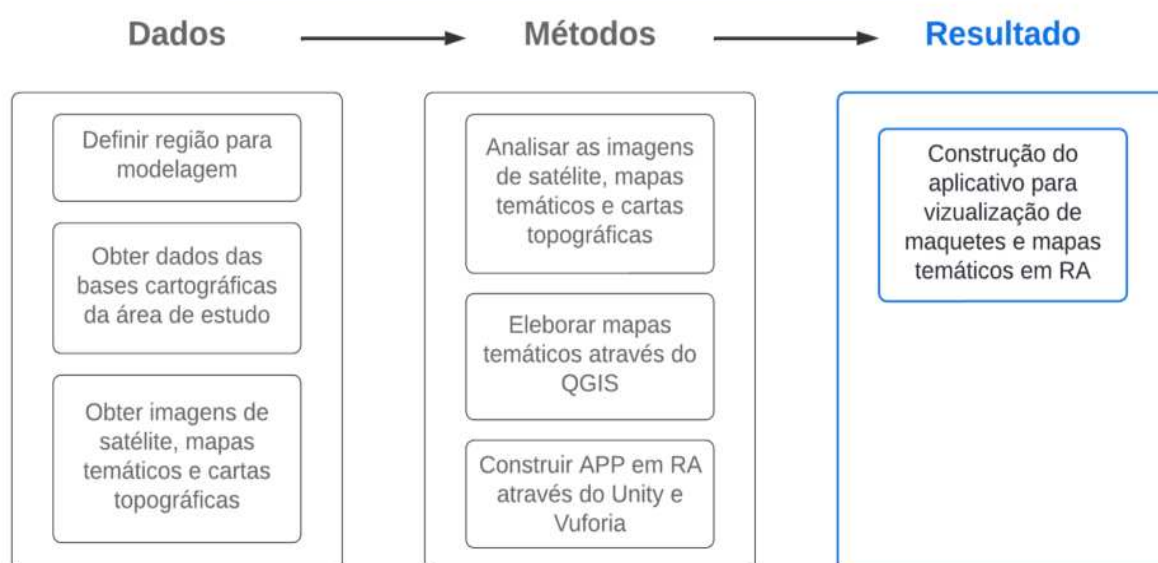 Dados
Métodos
Resultado
Definir região para
modelagem
Obter dados das
bases cartográficas
da área de estudo
Obter imagens de
satélite, mapas
temáticos e cartas
topográficas
Analisar as imagens
de satélite, mapas
temáticos e cartas
topográficas
Eleborar mapas
temáticos através do
QGIS
Construir APP em RA
através do Unity e
Vuforia
Construção do
aplicativo para
vizualização de
maquetes e mapas
temáticos em RA